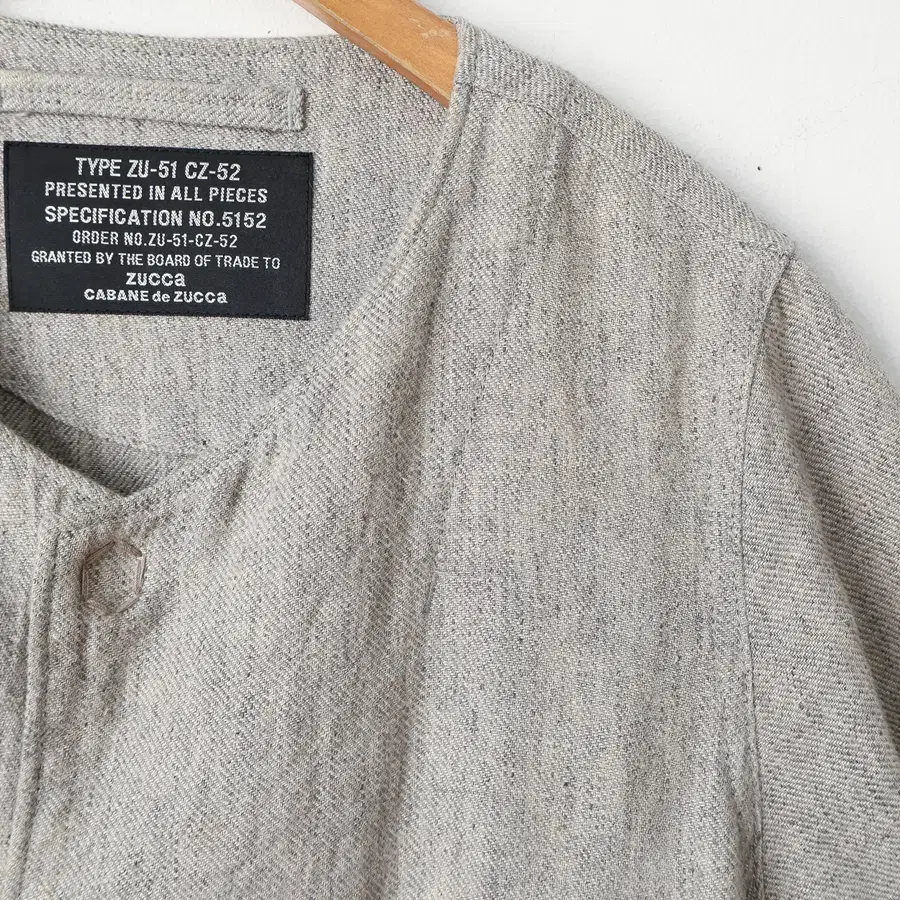 TYPE ZU-51 CZ-52
PRESENTED IN ALL PIECES
SPECIFICATION NO.5152
ORDER NO.ZU-51-CZ-52
GRANTED BY THE BOARD OF TRADE TO
ZUCCa
CABANE de ZUCCa